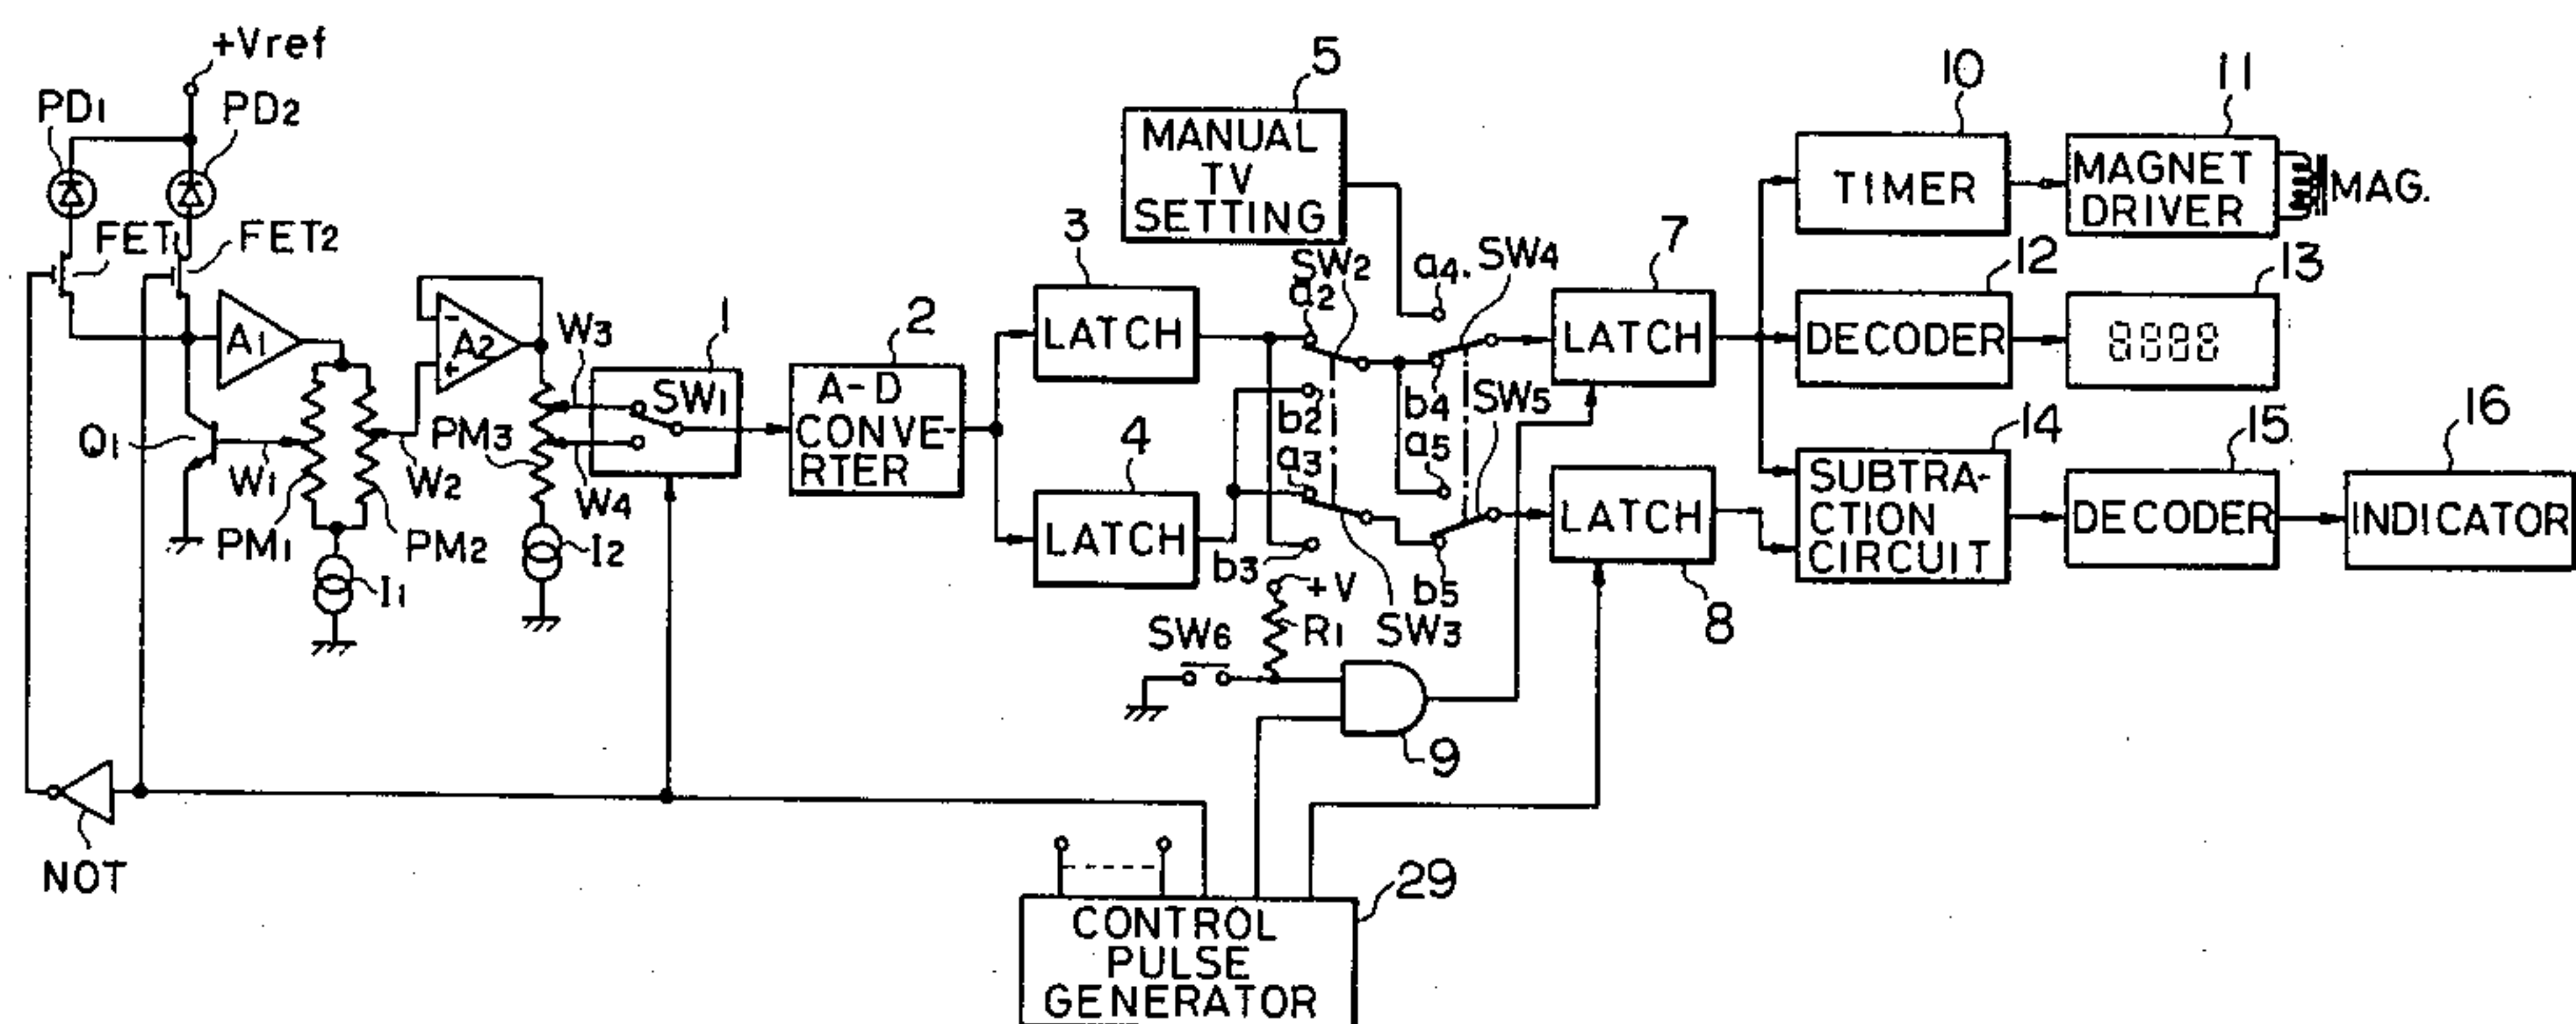 +Vref
PD1
PD2
FET1
FET2
A1
Q1
W1
W2
PM1
PM2
I1
-
A2
+
PM3
W3
W4
I2
1
SW1
2
A-D
CONVE-
RTER
3
LATCH
4
LATCH
5
MANUAL
TV
SETTING
SW2
a2
b2
a3
b3
SW3
a4.
SW4
b4
a5
SW5
b5
+V
R1
SW6
9
7
LATCH
LATCH
8
10
TIMER
11
MAGNET
DRIVER
MAG.
12
DECODER
13
8888
14
SUBTRA-
CTION
CIRCUIT
15
DECODER
16
INDICATOR
NOT
29
CONTROL
PULSE
GENERATOR